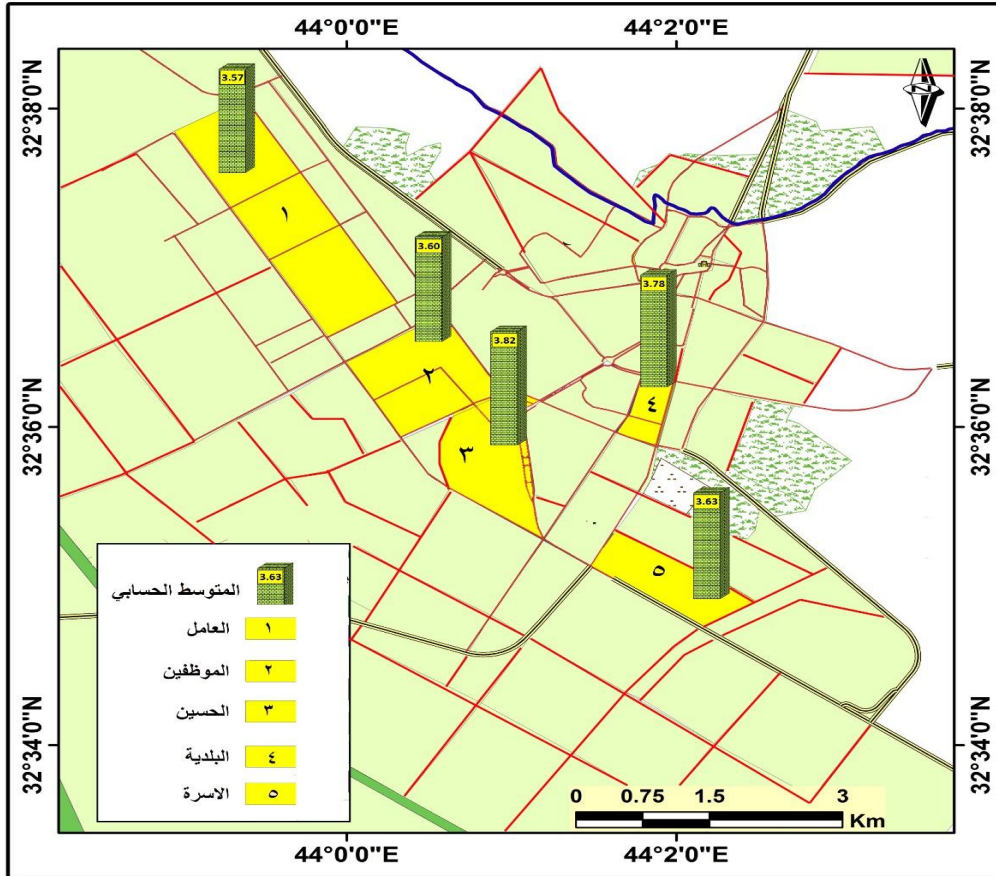 44°0'0"E
44°2'0"E
32°38'0"N
32°38'0"N
3.57
١
3.60
3.78
3.82
٢
٤
٣
32°36'0"N
32°36'0"N
3.63
٥
3.63 المتوسط الحسابي
١ العامل
٢ الموظفين
٣ الحسين
٤ البلدية
٥ الاسرة
32°34'0"N
32°34'0"N
0 0.75 1.5 3
Km
44°0'0"E
44°2'0"E
N